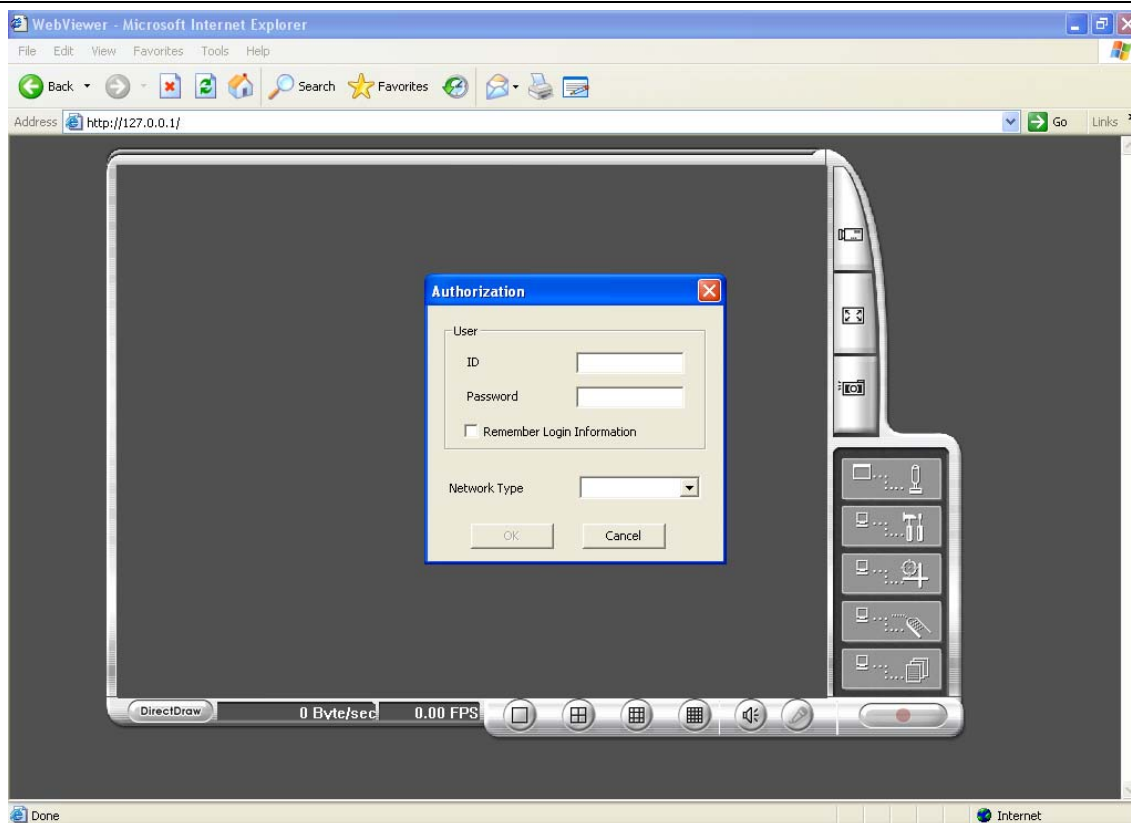 WebViewer - Microsoft Internet Explorer
File Edit View Favorites Tools Help
Back Search Favorites
Address http://127.0.0.1/ Go Links
Authorization
User
ID
Password
Remember Login Information
Network Type
OK Cancel
DirectDraw 0 Byte/sec 0.00 FPS
Done Internet